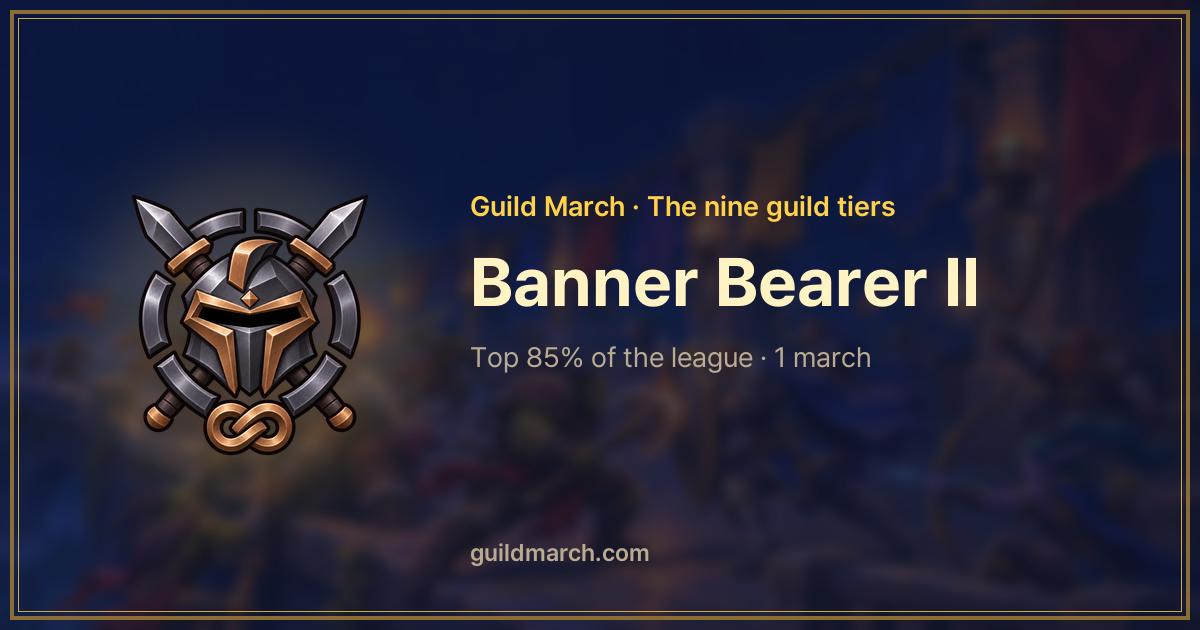 Guild March · The nine guild tiers
Banner Bearer II
Top 85% of the league · 1 march
guildmarch.com